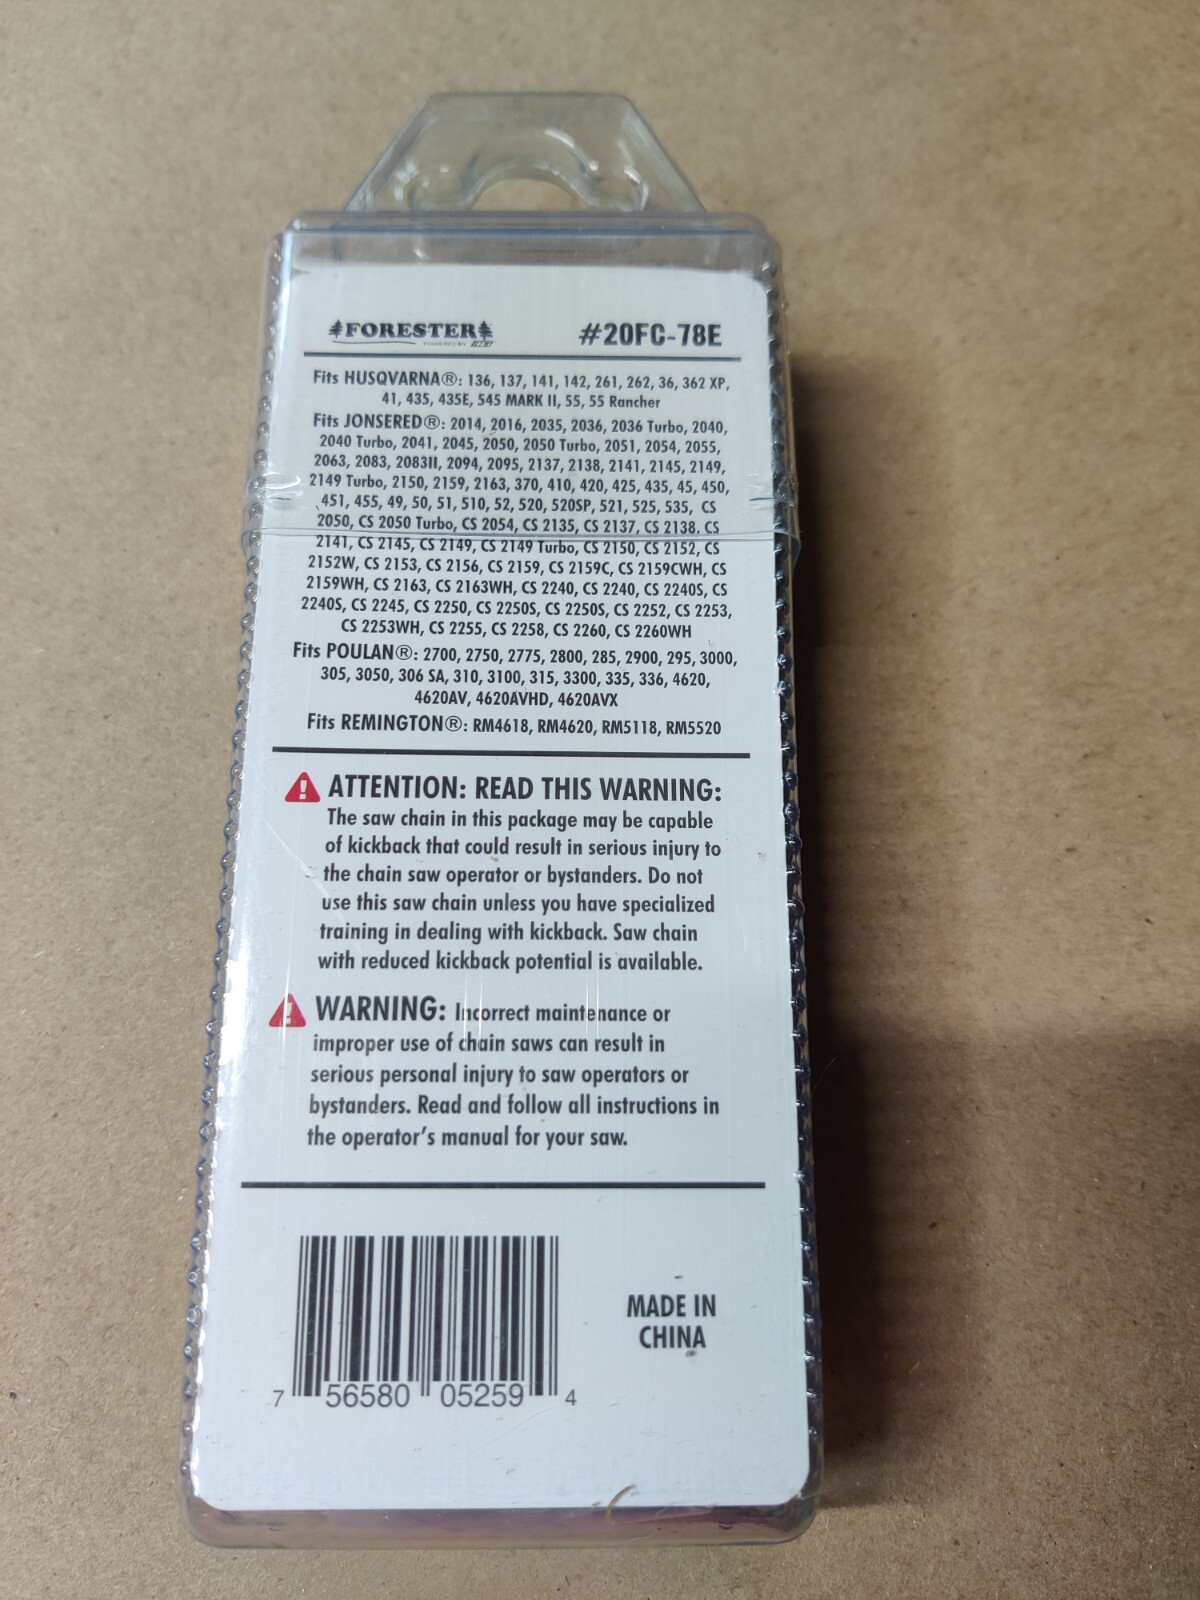 FORESTER #20FC-78E
POWERED BY
Fits HUSQVARNA®: 136, 137, 141, 142, 261, 262, 36, 362 XP,
41, 435, 435E, 545 MARK II, 55, 55 Rancher
Fits JONSERED®: 2014, 2016, 2035, 2036, 2036 Turbo, 2040,
2040 Turbo, 2041, 2045, 2050, 2050 Turbo, 2051, 2054, 2055,
2063, 2083, 2083II, 2094, 2095, 2137, 2138, 2141, 2145, 2149,
2149 Turbo, 2150, 2159, 2163, 370, 410, 420, 425, 435, 45, 450,
451, 455, 49, 50, 51, 510, 52, 520, 520SP, 521, 525, 535, CS
2050, CS 2050 Turbo, CS 2054, CS 2135, CS 2137, CS 2138. CS
2141, CS 2145, CS 2149, CS 2149 Turbo, CS 2150, CS 2152, CS
2152W, CS 2153, CS 2156, CS 2159, CS 2159C, CS 2159CWH, CS
2159WH, CS 2163, CS 2163WH, CS 2240, CS 2240, CS 2240S, CS
2240S, CS 2245, CS 2250, CS 2250S, CS 2250S, CS 2252, CS 2253,
CS 2253WH, CS 2255, CS 2258, CS 2260, CS 2260WH
Fits POULAN®: 2700, 2750, 2775, 2800, 285, 2900, 295, 3000,
305, 3050, 306 SA, 310, 3100, 315, 3300, 335, 336, 4620,
4620AV, 4620AVHD, 4620AVX
Fits REMINGTON®: RM4618, RM4620, RM5118, RM5520
ATTENTION: READ THIS WARNING:
The saw chain in this package may be capable
of kickback that could result in serious injury to
the chain saw operator or bystanders. Do not
use this saw chain unless you have specialized
training in dealing with kickback. Saw chain
with reduced kickback potential is available.
WARNING: Incorrect maintenance or
improper use of chain saws can result in
serious personal injury to saw operators or
bystanders. Read and follow all instructions in
the operator's manual for your saw.
MADE IN
CHINA
7 56580 05259 4